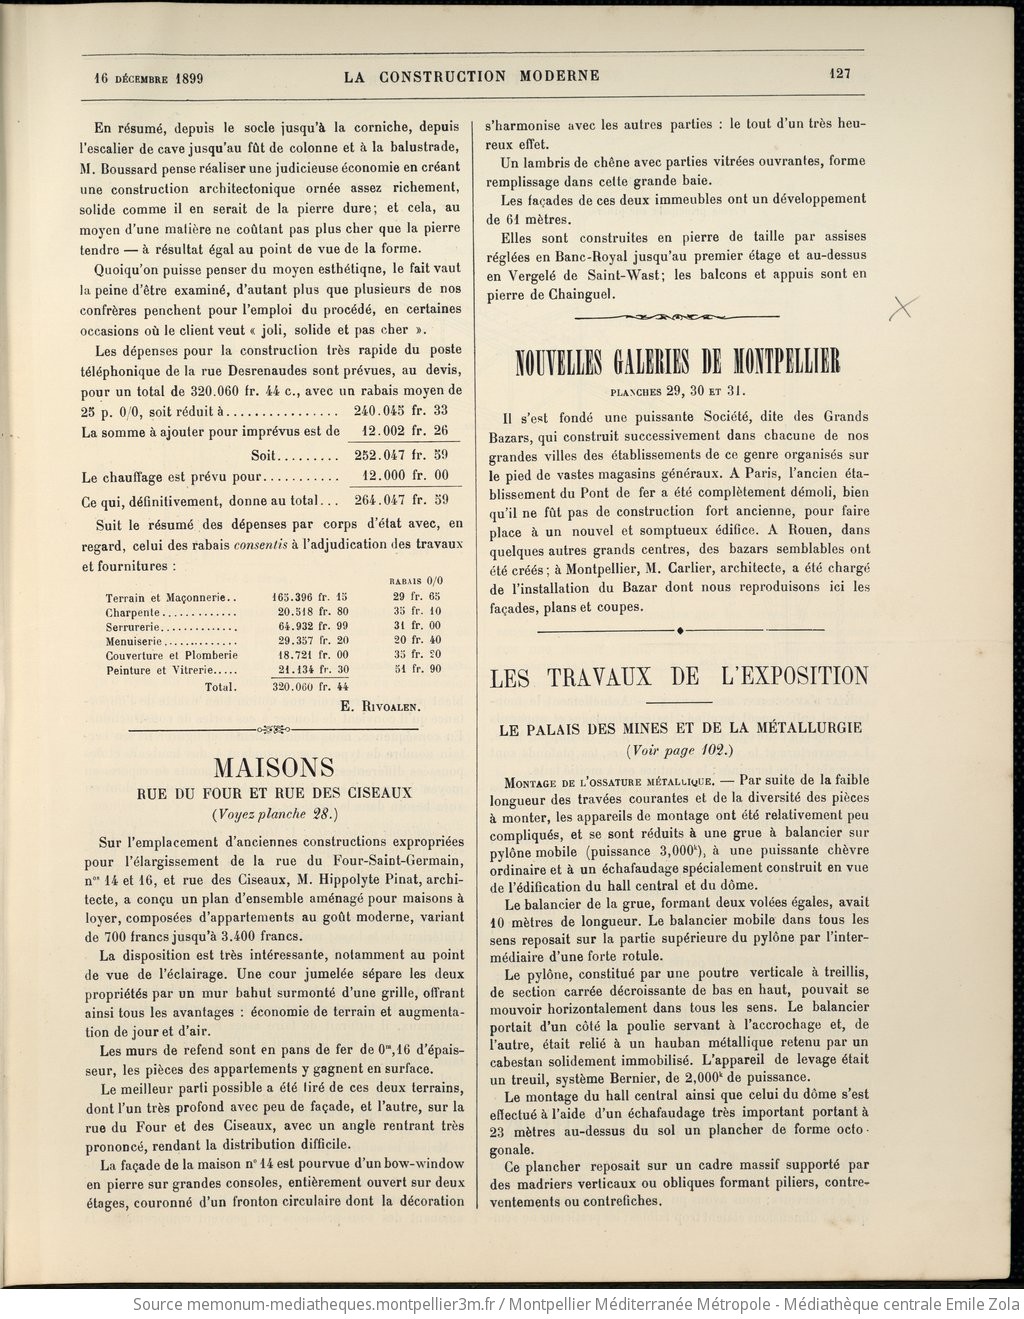 16 DÉCEMBRE 1899
LA CONSTRUCTION MODERNE
127
En résumé, depuis le socle jusqu'à la corniche, depuis
l'escalier de cave jusqu'au fût de colonne et à la balustrade,
M. Boussard pense réaliser une judicieuse économie en créant
une construction architectonique ornée assez richement,
solide comme il en serait de la pierre dure; et cela, au
moyen d'une matière ne coûtant pas plus cher que la pierre
tendre — à résultat égal au point de vue de la forme.
Quoiqu'on puisse penser du moyen esthétiqne, le fait vaut
la peine d'être examiné, d'autant plus que plusieurs de nos
confrères penchent pour l'emploi du procédé, en certaines
occasions où le client veut « joli, solide et pas cher ».
Les dépenses pour la construction très rapide du poste
téléphonique de la rue Desrenaudes sont prévues, au devis,
pour un total de 320.060 fr. 44 c., avec un rabais moyen de
25 p. 0/0, soit réduit à................ 240.045 fr. 33
La somme à ajouter pour imprévus est de 12.002 fr. 26
Soit......... 252.047 fr. 59
Le chauffage est prévu pour........... 12.000 fr. 00
Ce qui, définitivement, donne au total... 264.047 fr. 59
Suit le résumé des dépenses par corps d'état avec, en
regard, celui des rabais consentis à l'adjudication des travaux
et fournitures :
RABAIS 0/0
Terrain et Maçonnerie.. 165.396 fr. 15 29 fr. 65
Charpente............. 20.518 fr. 80 35 fr. 10
Serrurerie............. 64.932 fr. 99 31 fr. 00
Menuiserie............. 29.357 fr. 20 20 fr. 40
Couverture et Plomberie 18.721 fr. 00 35 fr. 20
Peinture et Vitrerie..... 21.134 fr. 30 51 fr. 90
Total. 320.060 fr. 44
E. RIVOALEN.
MAISONS
RUE DU FOUR ET RUE DES CISEAUX
(Voyez planche 28.)
Sur l'emplacement d'anciennes constructions expropriées
pour l'élargissement de la rue du Four-Saint-Germain,
nos 14 et 16, et rue des Ciseaux, M. Hippolyte Pinat, archi-
tecte, a conçu un plan d'ensemble aménagé pour maisons à
loyer, composées d'appartements au goût moderne, variant
de 700 francs jusqu'à 3.400 francs.
La disposition est très intéressante, notamment au point
de vue de l'éclairage. Une cour jumelée sépare les deux
propriétés par un mur bahut surmonté d'une grille, offrant
ainsi tous les avantages : économie de terrain et augmenta-
tion de jour et d'air.
Les murs de refend sont en pans de fer de 0m,16 d'épais-
seur, les pièces des appartements y gagnent en surface.
Le meilleur parti possible a été tiré de ces deux terrains,
dont l'un très profond avec peu de façade, et l'autre, sur la
rue du Four et des Ciseaux, avec un angle rentrant très
prononcé, rendant la distribution difficile.
La façade de la maison n° 14 est pourvue d'un bow-window
en pierre sur grandes consoles, entièrement ouvert sur deux
étages, couronné d'un fronton circulaire dont la décoration
s'harmonise avec les autres parties : le tout d'un très heu-
reux effet.
Un lambris de chêne avec parties vitrées ouvrantes, forme
remplissage dans cette grande baie.
Les façades de ces deux immeubles ont un développement
de 61 mètres.
Elles sont construites en pierre de taille par assises
réglées en Banc-Royal jusqu'au premier étage et au-dessus
en Vergelé de Saint-Wast; les balcons et appuis sont en
pierre de Chainguel.
NOUVELLES GALERIES DE MONTPELLIER
PLANCHES 29, 30 ET 31.
Il s'est fondé une puissante Société, dite des Grands
Bazars, qui construit successivement dans chacune de nos
grandes villes des établissements de ce genre organisés sur
le pied de vastes magasins généraux. A Paris, l'ancien éta-
blissement du Pont de fer a été complètement démoli, bien
qu'il ne fût pas de construction fort ancienne, pour faire
place à un nouvel et somptueux édifice. A Rouen, dans
quelques autres grands centres, des bazars semblables ont
été créés; à Montpellier, M. Carlier, architecte, a été chargé
de l'installation du Bazar dont nous reproduisons ici les
façades, plans et coupes.
LES TRAVAUX DE L'EXPOSITION
LE PALAIS DES MINES ET DE LA MÉTALLURGIE
(Voir page 102.)
MONTAGE DE L'OSSATURE MÉTALLIQUE. — Par suite de la faible
longueur des travées courantes et de la diversité des pièces
à monter, les appareils de montage ont été relativement peu
compliqués, et se sont réduits à une grue à balancier sur
pylône mobile (puissance 3,000k), à une puissante chèvre
ordinaire et à un échafaudage spécialement construit en vue
de l'édification du hall central et du dôme.
Le balancier de la grue, formant deux volées égales, avait
10 mètres de longueur. Le balancier mobile dans tous les
sens reposait sur la partie supérieure du pylône par l'inter-
médiaire d'une forte rotule.
Le pylône, constitué par une poutre verticale à treillis,
de section carrée décroissante de bas en haut, pouvait se
mouvoir horizontalement dans tous les sens. Le balancier
portait d'un côté la poulie servant à l'accrochage et, de
l'autre, était relié à un hauban métallique retenu par un
cabestan solidement immobilisé. L'appareil de levage était
un treuil, système Bernier, de 2,000k de puissance.
Le montage du hall central ainsi que celui du dôme s'est
effectué à l'aide d'un échafaudage très important portant à
23 mètres au-dessus du sol un plancher de forme octo-
gonale.
Ce plancher reposait sur un cadre massif supporté par
des madriers verticaux ou obliques formant piliers, contre-
ventements ou contrefiches.
Source memonum-mediatheques.montpellier3m.fr / Montpellier Méditerranée Métropole - Médiathèque centrale Emile Zola